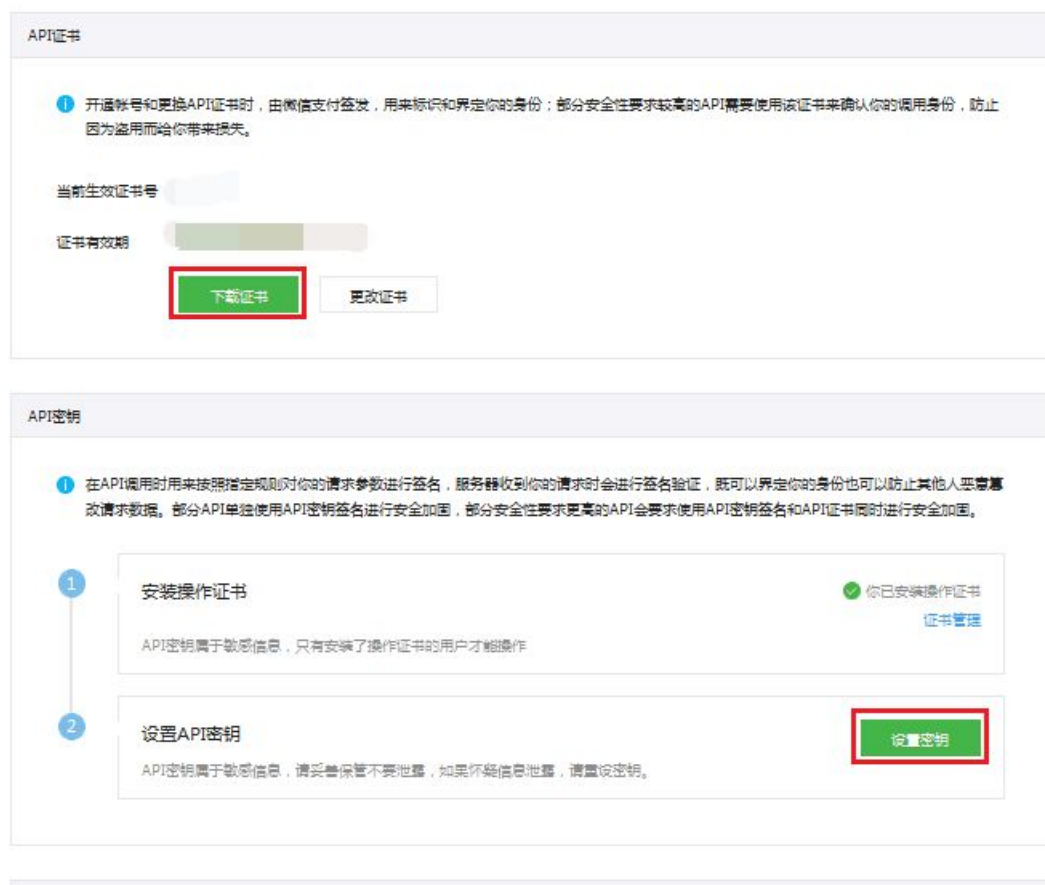 API证书
开通帐号和更换API证书时，由微信支付签发，用来标识和界定你的身份；部分安全性要求较高的API需要使用该证书来确认你的调用身份，防止
因为盗用而给你带来损失。
当前生效证书号
证书有效期
下载证书
更改证书
API密钥
在API调用时用来按照指定规则对你的请求参数进行签名，服务器收到你的请求时会进行签名验证，既可以界定你的身份也可以防止其他人恶意篡
改请求数据。部分API单独使用API密钥签名进行安全加固，部分安全性要求更高的API会要求使用API密钥签名和API证书同时进行安全加固。
1
安装操作证书
你已安装操作证书
证书管理
API密钥属于敏感信息，只有安装了操作证书的用户才能操作
2
设置API密钥
设置密钥
API密钥属于敏感信息，请妥善保管不要泄露，如果怀疑信息泄露，请重设密钥。